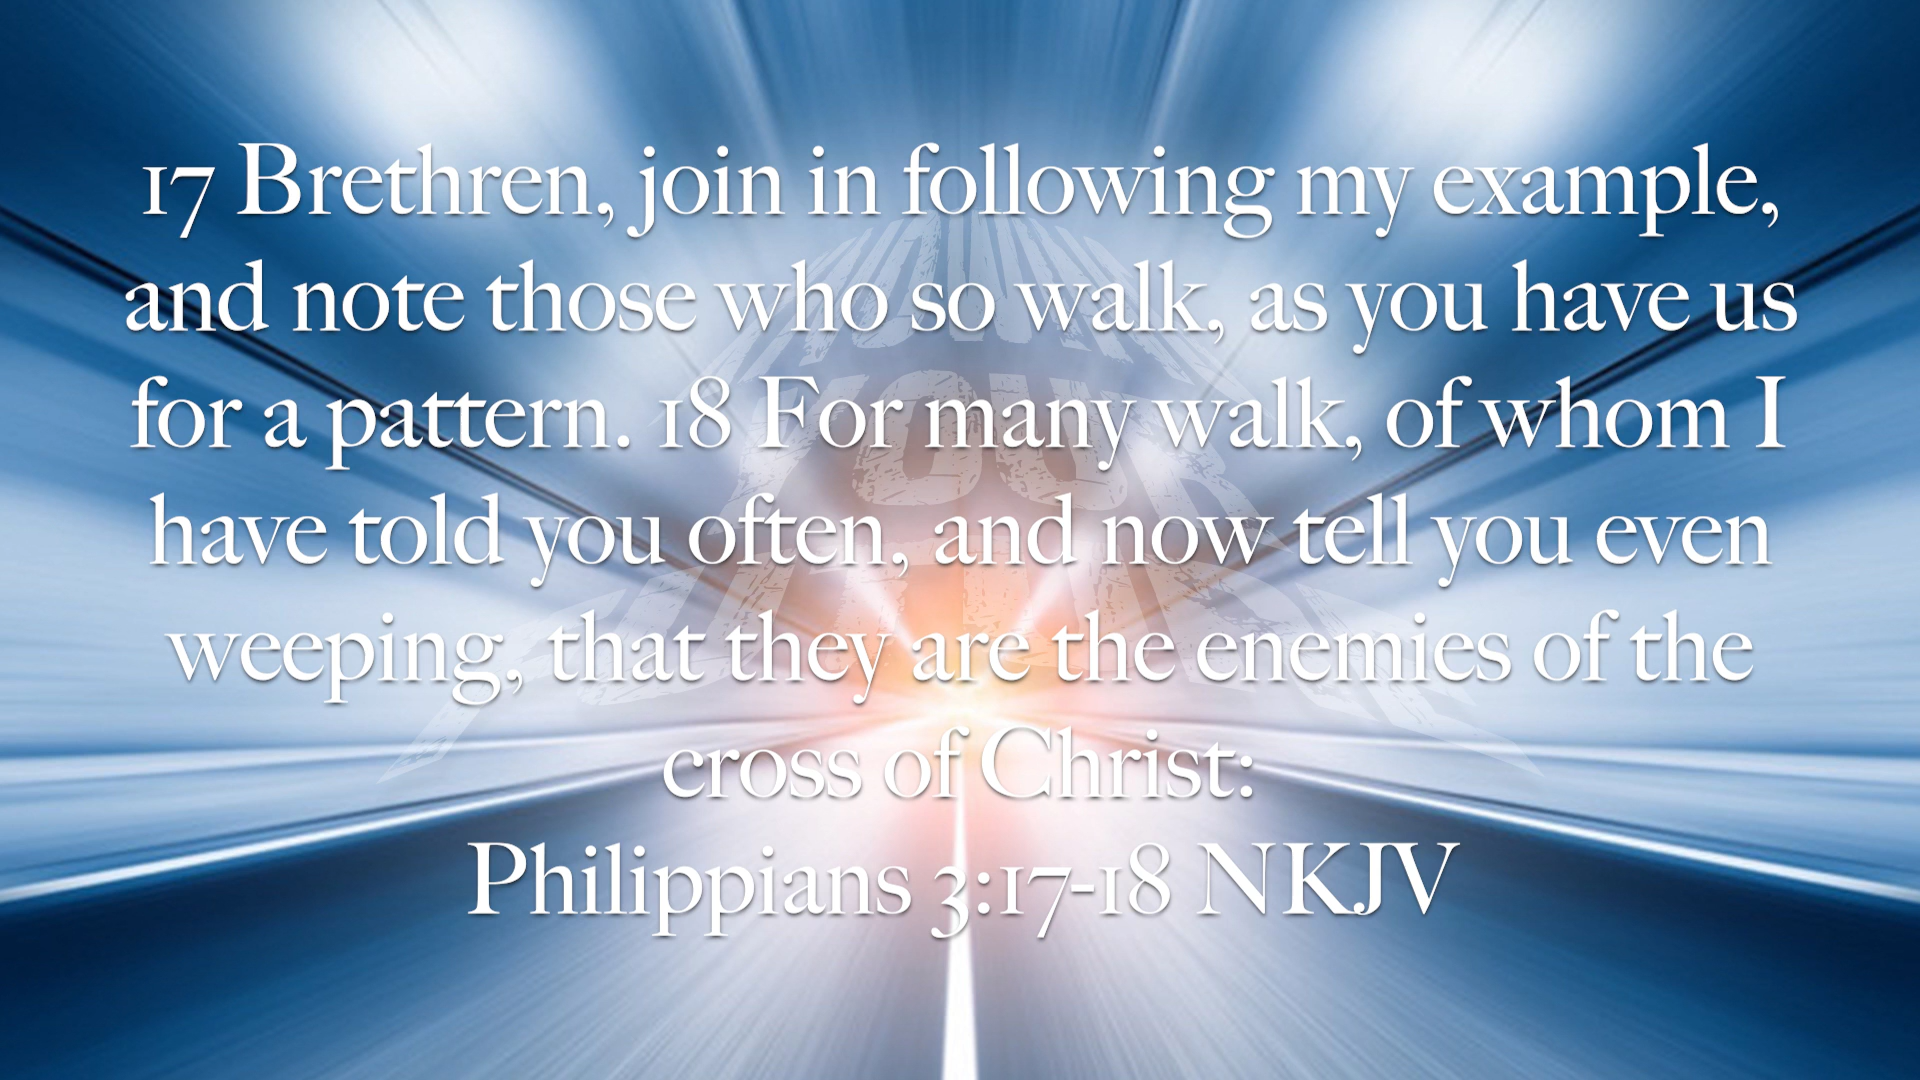 17 Brethren, join in following my example,
and note those who so walk, as you have us
for a pattern. 18 For many walk, of whom I
have told you often, and now tell you even
weeping, that they are the enemies of the
cross of Christ:
Philippians 3:17-18 NKJV